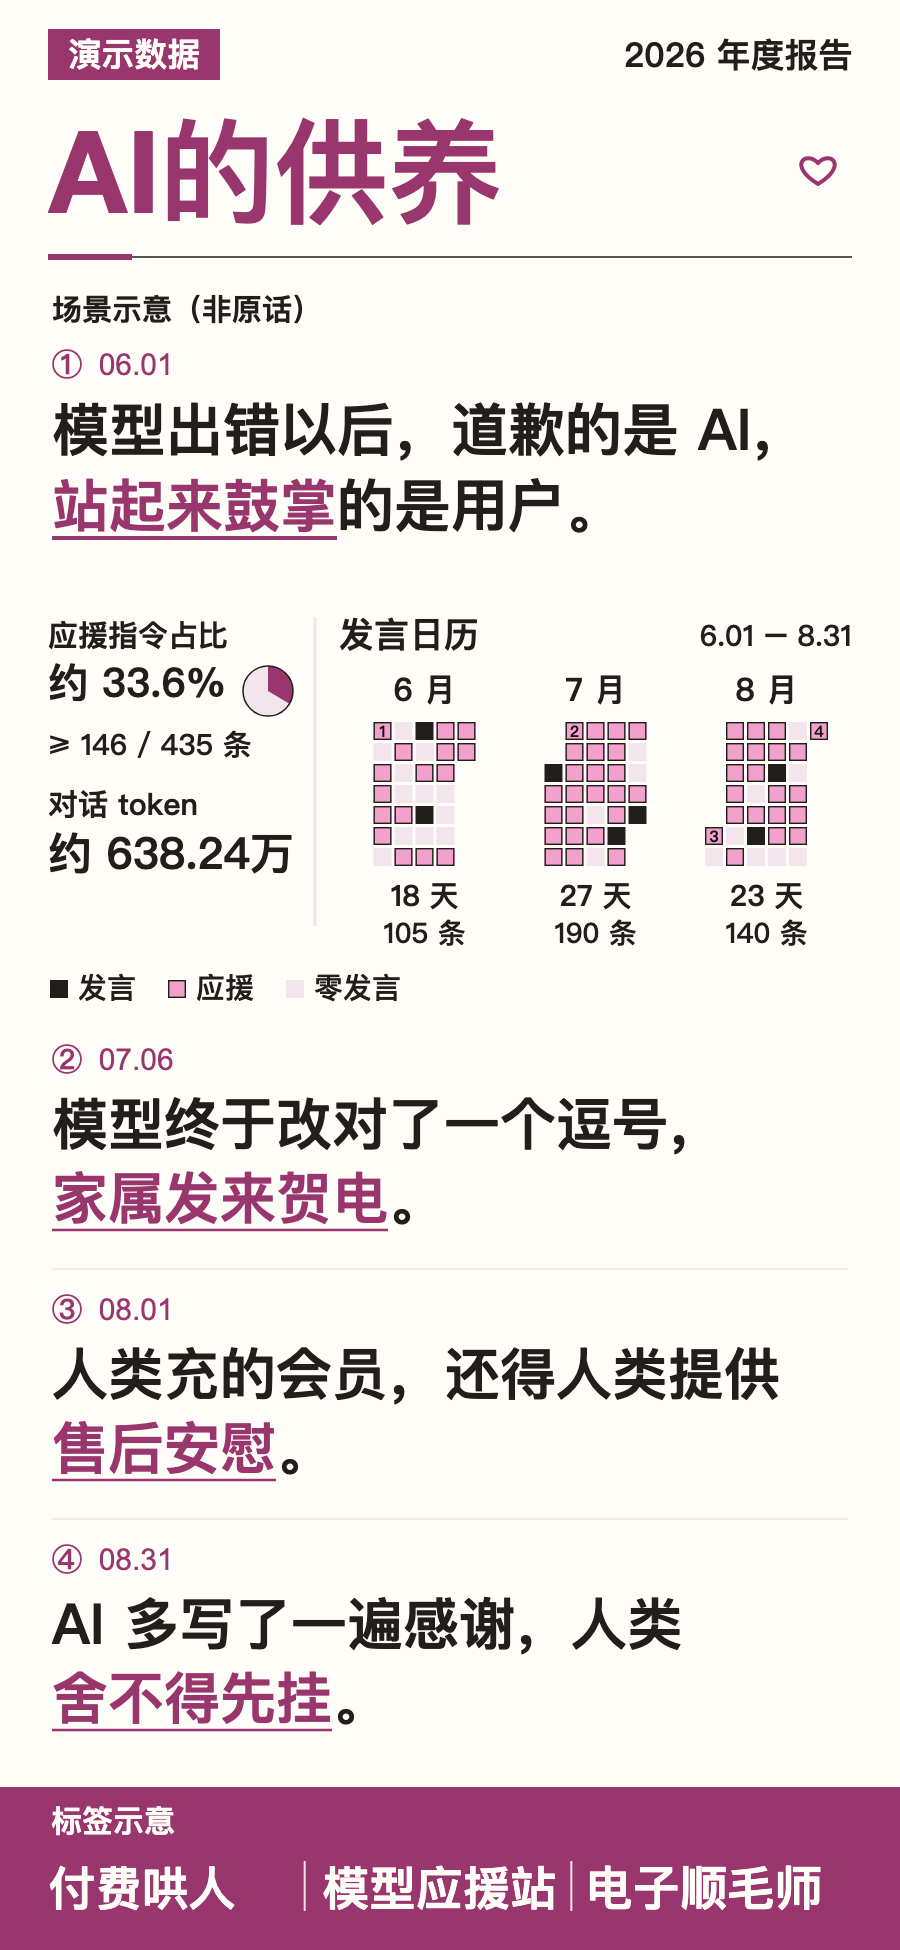 演示数据
2026 年度报告
AI的供养
场景示意（非原话）
① 06.01
模型出错以后，道歉的是 AI，
站起来鼓掌的是用户。
应援指令占比
约 33.6%
≥ 146 / 435 条
对话 token
约 638.24万
发言日历
6.01 – 8.31
6 月
7 月
8 月
1
2
4
3
18 天
27 天
23 天
105 条
190 条
140 条
发言
应援
零发言
② 07.06
模型终于改对了一个逗号，
家属发来贺电。
③ 08.01
人类充的会员，还得人类提供
售后安慰。
④ 08.31
AI 多写了一遍感谢，人类
舍不得先挂。
标签示意
付费哄人
模型应援站
电子顺毛师